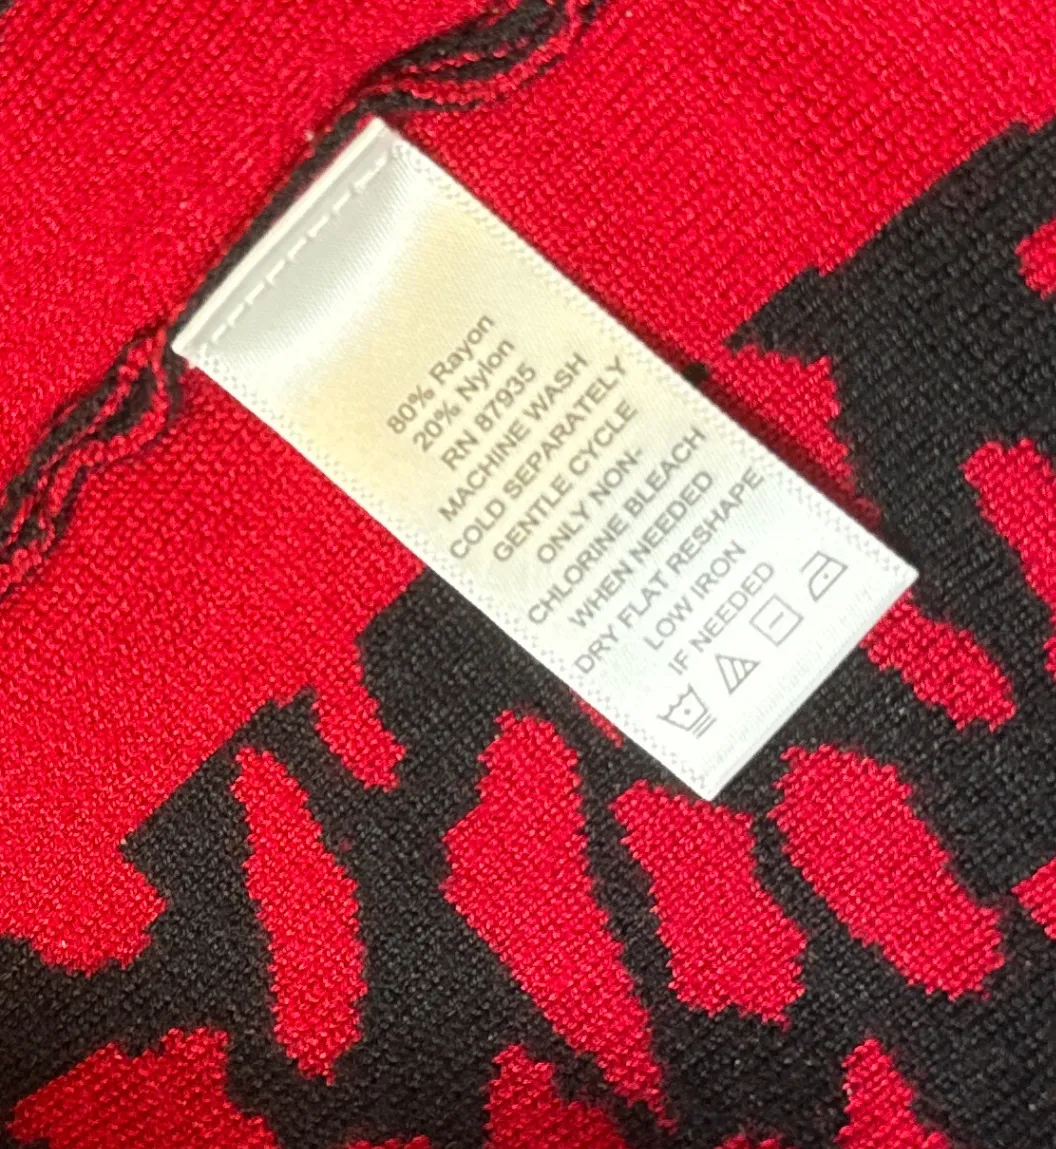 80% Rayon
20% Nylon
RN 87935
MACHINE WASH
COLD SEPARATELY
GENTLE CYCLE
ONLY NON-
CHLORINE BLEACH
WHEN NEEDED
DRY FLAT RESHAPE
LOW IRON
IF NEEDED